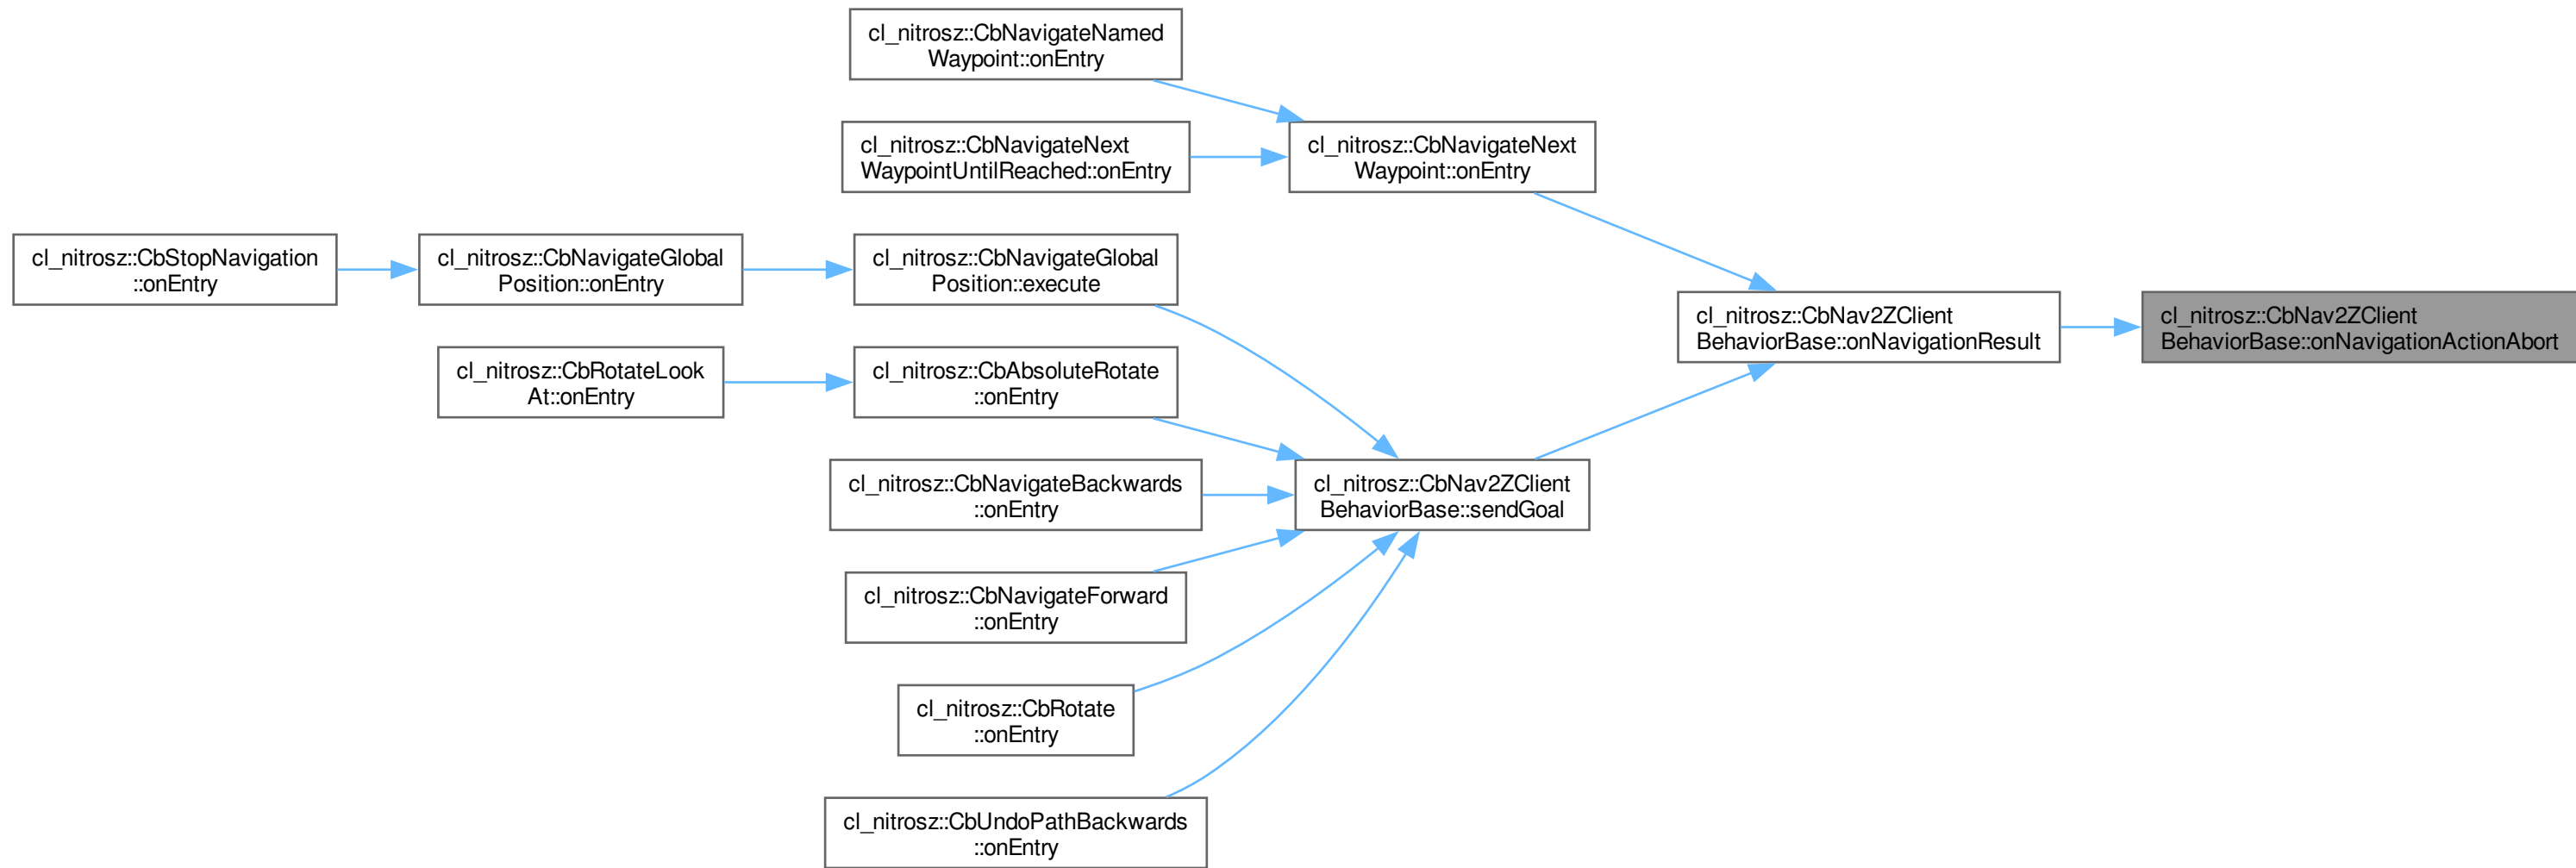 cl_nitrosz::CbNavigateNamed
Waypoint::onEntry
cl_nitrosz::CbNavigateNext
WaypointUntilReached::onEntry
cl_nitrosz::CbNavigateNext
Waypoint::onEntry
cl_nitrosz::CbStopNavigation
::onEntry
cl_nitrosz::CbNavigateGlobal
Position::onEntry
cl_nitrosz::CbNavigateGlobal
Position::execute
cl_nitrosz::CbNav2ZClient
BehaviorBase::onNavigationResult
cl_nitrosz::CbNav2ZClient
BehaviorBase::onNavigationActionAbort
cl_nitrosz::CbRotateLook
At::onEntry
cl_nitrosz::CbAbsoluteRotate
::onEntry
cl_nitrosz::CbNavigateBackwards
::onEntry
cl_nitrosz::CbNav2ZClient
BehaviorBase::sendGoal
cl_nitrosz::CbNavigateForward
::onEntry
cl_nitrosz::CbRotate
::onEntry
cl_nitrosz::CbUndoPathBackwards
::onEntry